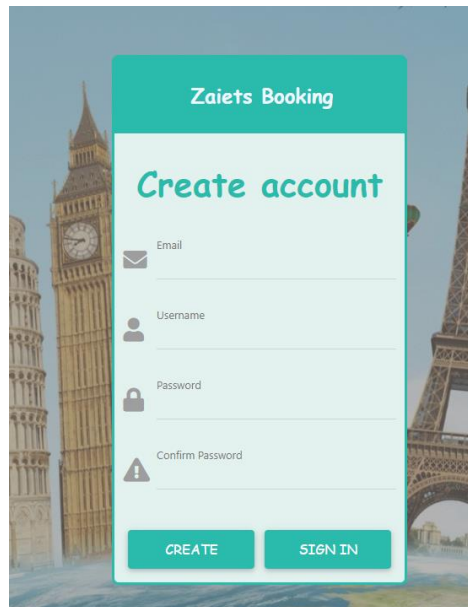 Zaiets Booking
Create account
Email
Username
Password
Confirm Password
CREATE SIGN IN